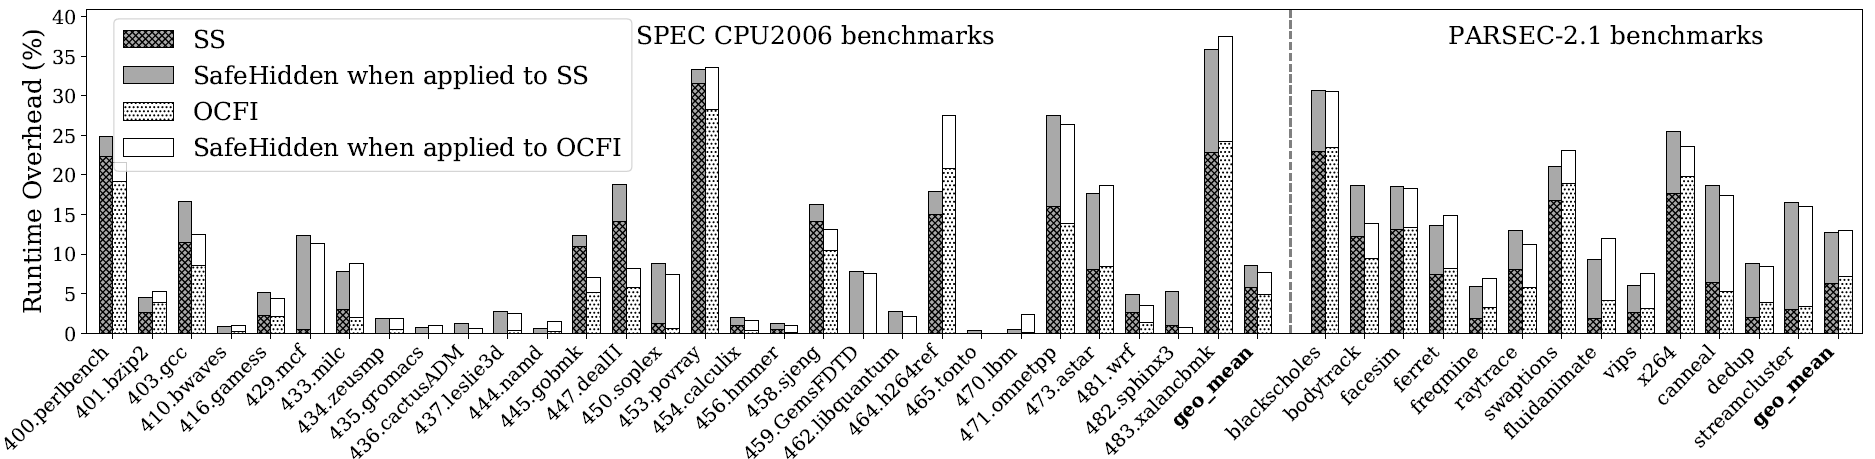 Runtime Overhead (%)
40
35
30
25
20
15
10
5
0
SS
SafeHidden when applied to SS
OCFI
SafeHidden when applied to OCFI
SPEC CPU2006 benchmarks
PARSEC-2.1 benchmarks
400.perlbench
401.bzip2
403.gcc
410.bwaves
416.gamess
429.mcf
433.milc
434.zeusmp
435.gromacs
436.cactusADM
437.leslie3d
444.namd
445.gobmk
447.dealII
450.soplex
453.povray
454.calculix
456.hmmer
458.sjeng
459.GemsFDTD
462.libquantum
464.h264ref
465.tonto
470.lbm
471.omnetpp
473.astar
481.wrf
482.sphinx3
483.xalancbmk
geo_mean
blackscholes
bodytrack
facesim
ferret
freqmine
raytrace
swaptions
fluidanimate
vips
x264
canneal
dedup
streamcluster
geo_mean